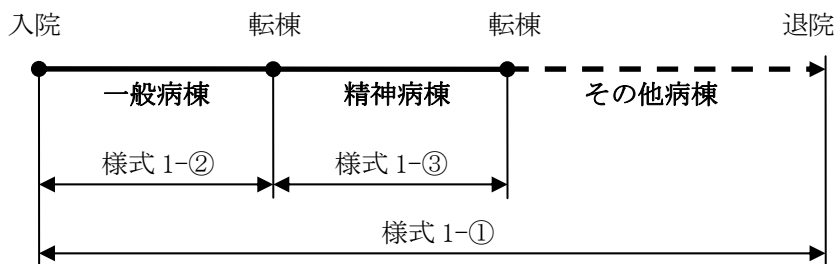 入院 転棟 転棟 退院
一般病棟 精神病棟 その他病棟
様式 1-② 様式 1-③
様式 1-①